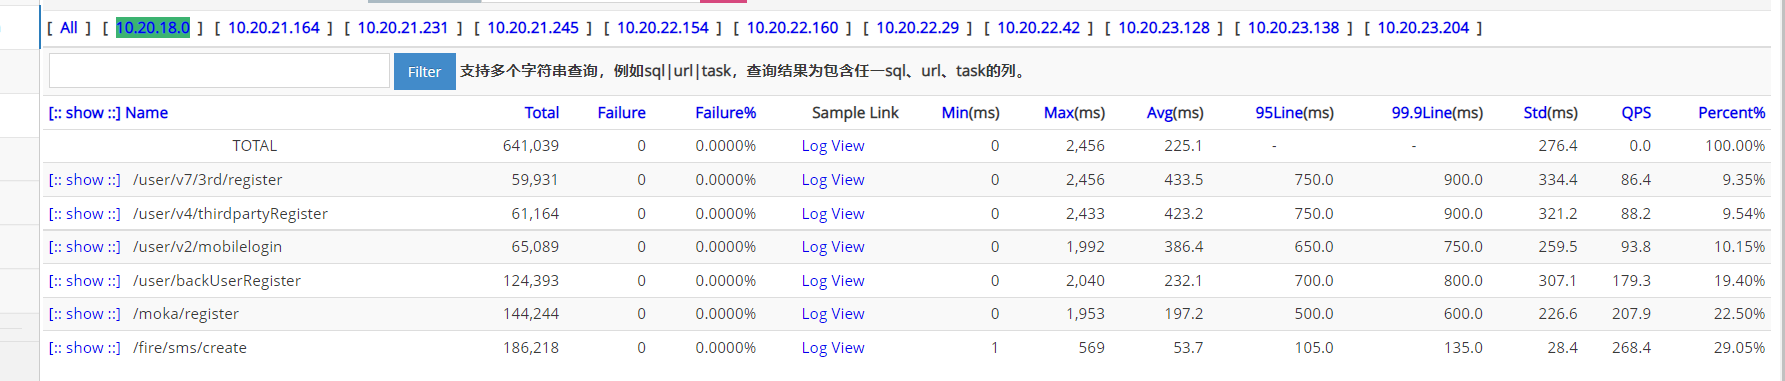 [ All ] [ 10.20.18.0 ] [ 10.20.21.164 ] [ 10.20.21.231 ] [ 10.20.21.245 ] [ 10.20.22.154 ] [ 10.20.22.160 ] [ 10.20.22.29 ] [ 10.20.22.42 ] [ 10.20.23.128 ] [ 10.20.23.138 ] [ 10.20.23.204 ]
Filter 支持多个字符串查询，例如sql|url|task，查询结果为包含任一sql、url、task的列。
[:: show ::] Name Total Failure Failure% Sample Link Min(ms) Max(ms) Avg(ms) 95Line(ms) 99.9Line(ms) Std(ms) QPS Percent%
TOTAL 641,039 0 0.0000% Log View 0 2,456 225.1 - - 276.4 0.0 100.00%
[:: show ::] /user/v7/3rd/register 59,931 0 0.0000% Log View 0 2,456 433.5 750.0 900.0 334.4 86.4 9.35%
[:: show ::] /user/v4/thirdpartyRegister 61,164 0 0.0000% Log View 0 2,433 423.2 750.0 900.0 321.2 88.2 9.54%
[:: show ::] /user/v2/mobilelogin 65,089 0 0.0000% Log View 0 1,992 386.4 650.0 750.0 259.5 93.8 10.15%
[:: show ::] /user/backUserRegister 124,393 0 0.0000% Log View 0 2,040 232.1 700.0 800.0 307.1 179.3 19.40%
[:: show ::] /moka/register 144,244 0 0.0000% Log View 0 1,953 197.2 500.0 600.0 226.6 207.9 22.50%
[:: show ::] /fire/sms/create 186,218 0 0.0000% Log View 1 569 53.7 105.0 135.0 28.4 268.4 29.05%